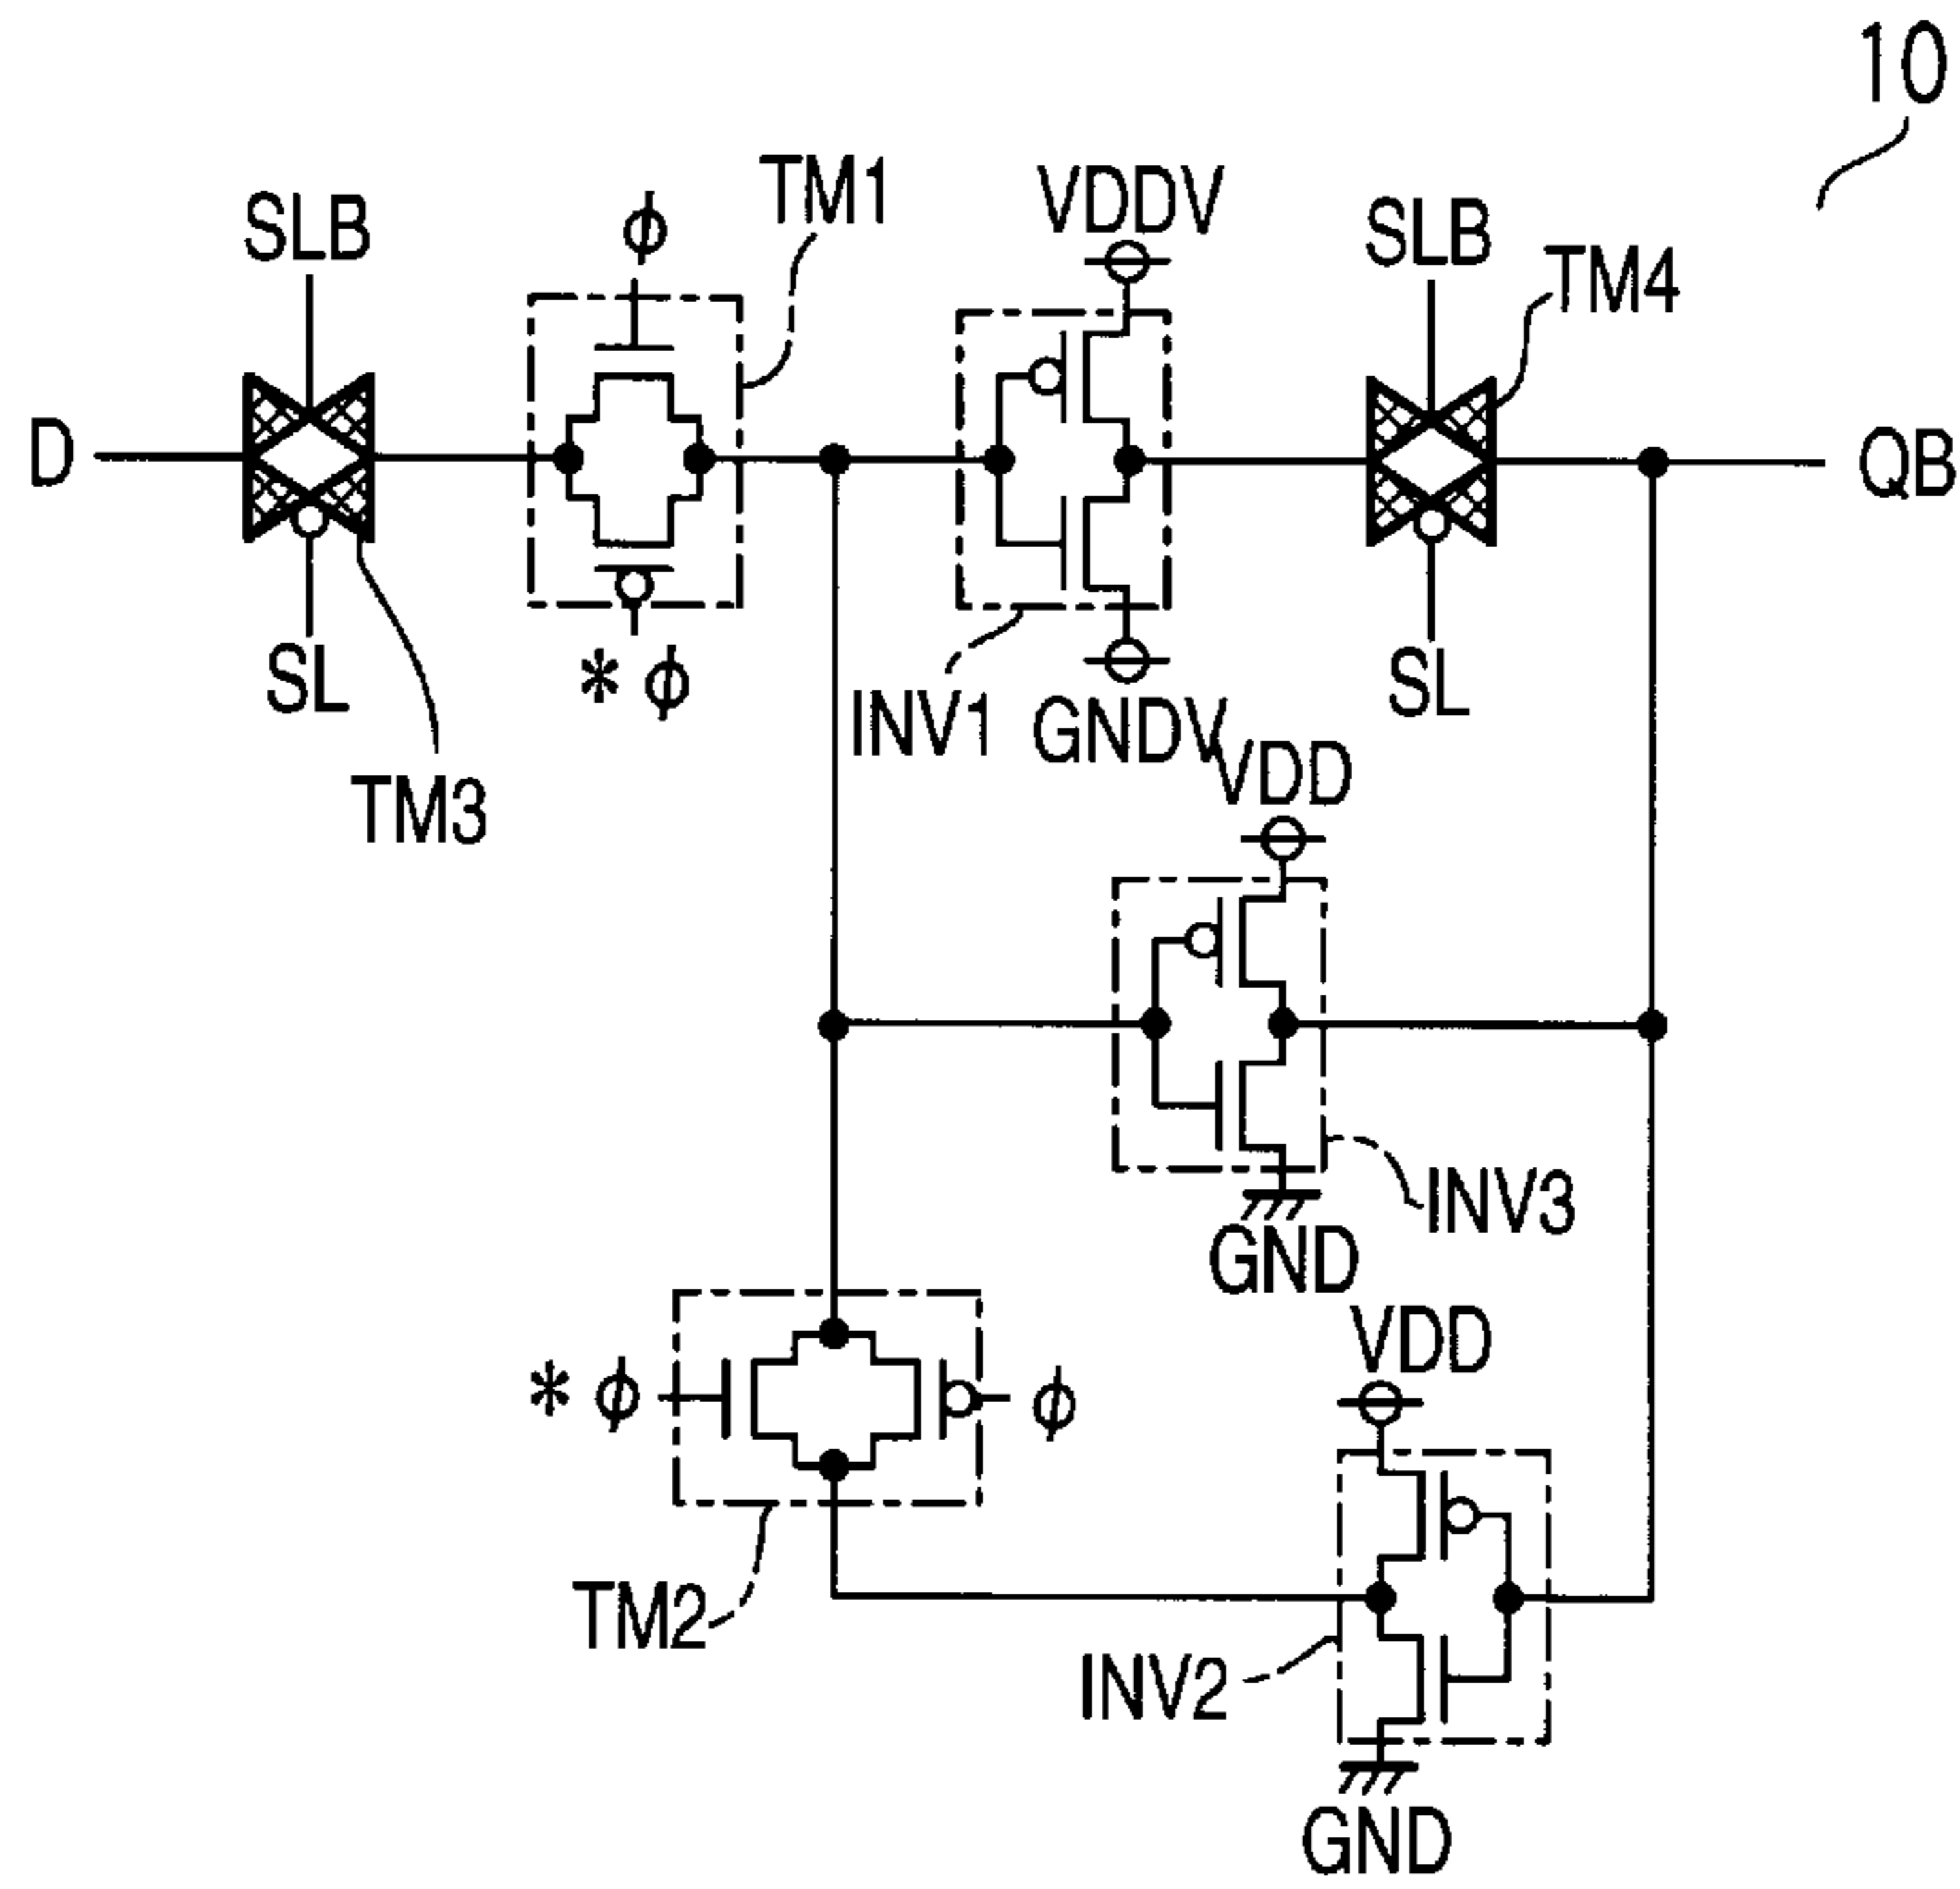 10
SLB
φ
TM1
VDDV
SLB
TM4
D
QB
SL
* φ
INV1
GNDV
SL
TM3
VDD
INV3
GND
* φ
φ
VDD
TM2
INV2
GND